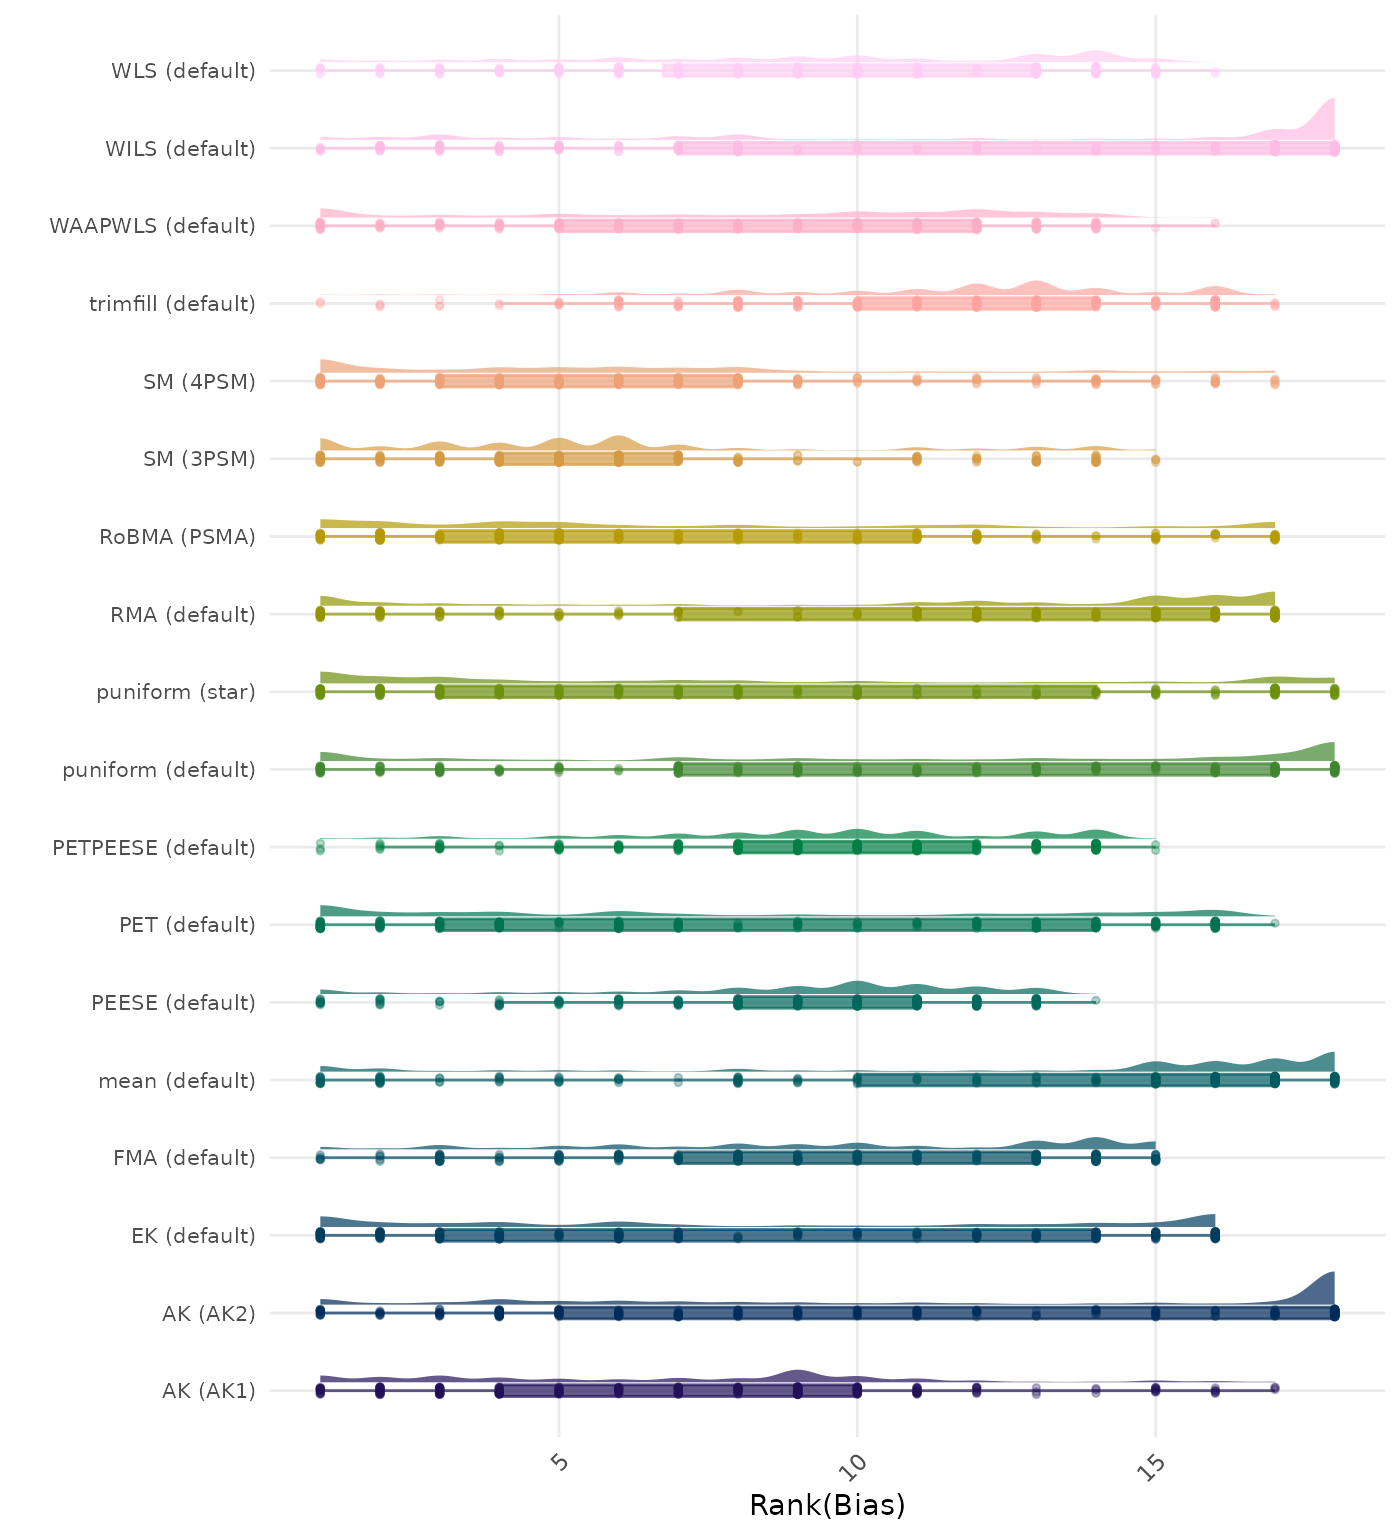 WLS (default)
WILS (default)
WAAPWLS (default)
trimfill (default)
SM (4PSM)
SM (3PSM)
RoBMA (PSMA)
RMA (default)
puniform (star)
puniform (default)
PETPEESE (default)
PET (default)
PEESE (default)
mean (default)
FMA (default)
EK (default)
AK (AK2)
AK (AK1)
5 10 15
Rank(Bias)